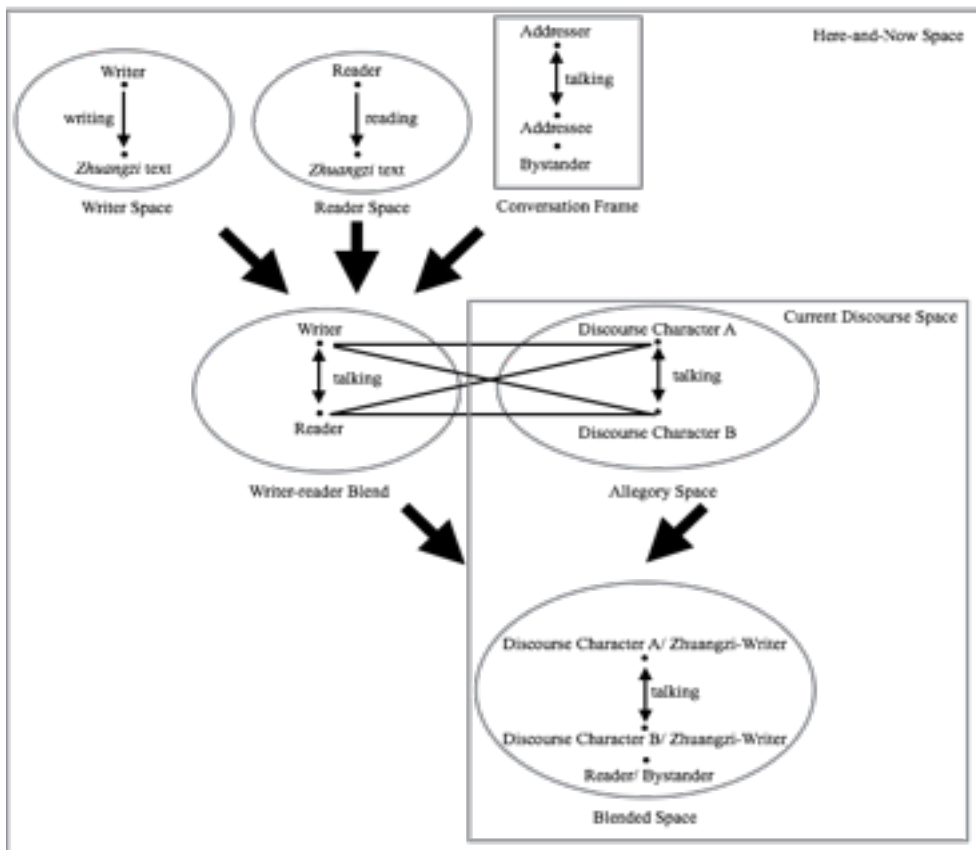 Here-and-Now Space
Writer
writing
Zhuangzi text
Writer Space
Reader
reading
Zhuangzi text
Reader Space
Addresser
talking
Addressee
Bystander
Conversation Frame
Writer
talking
Reader
Writer-reader Blend
Current Discourse Space
Discourse Character A
talking
Discourse Character B
Allegory Space
Discourse Character A/ Zhuangzi-Writer
talking
Discourse Character B/ Zhuangzi-Writer
Reader/ Bystander
Blended Space